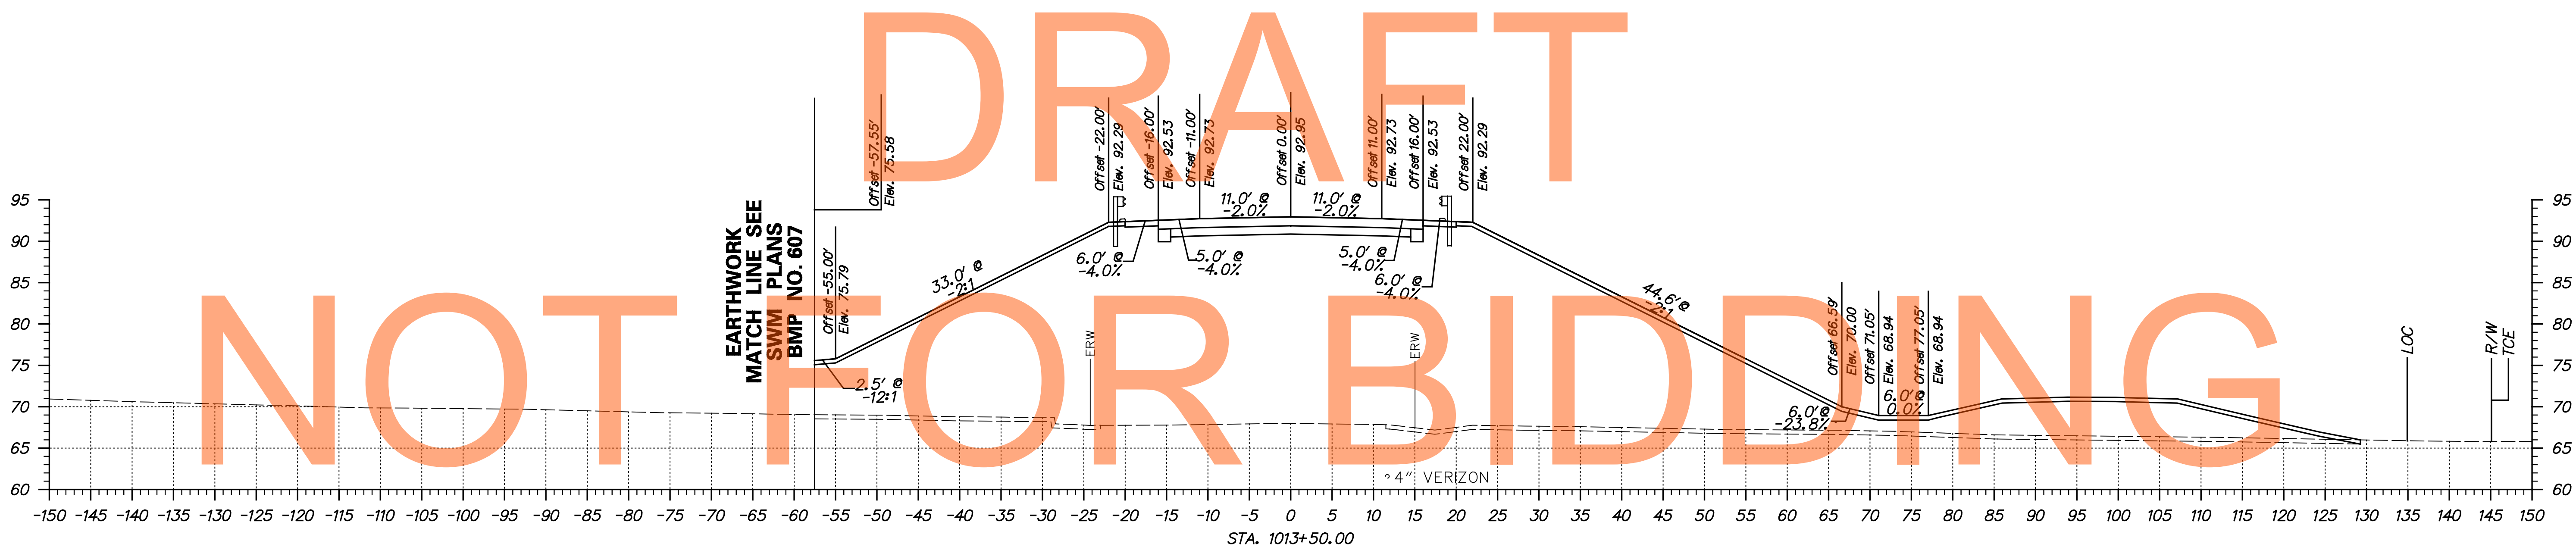 DRAFT
NOT FOR BIDDING
Offset -57.55'
Elev. 75.58
Offset -55.00'
Elev. 75.79
Offset -22.00'
Elev. 92.29
Offset -16.00'
Elev. 92.53
Offset -11.00'
Elev. 92.73
Offset 0.00'
Elev. 92.95
Offset 11.00'
Elev. 92.73
Offset 16.00'
Elev. 92.53
Offset 22.00'
Elev. 92.29
Offset 66.59'
Elev. 70.00
Offset 71.05'
Elev. 68.94
Offset 77.05'
Elev. 68.94
EARTHWORK
MATCH LINE SEE
SWM PLANS
BMP NO. 607
2.5' @
-12:1
33.0' @
-2:1
6.0' @
-4.0%
5.0' @
-4.0%
11.0' @
-2.0%
11.0' @
-2.0%
5.0' @
-4.0%
6.0' @
-4.0%
44.6' @
-2:1
6.0' @
-23.8%
6.0' @
0.0%
ERW
ERW
4" VERIZON
LOC
R/W
TCE
95
90
85
80
75
70
65
60
95
90
85
80
75
70
65
60
-150 -145 -140 -135 -130 -125 -120 -115 -110 -105 -100 -95 -90 -85 -80 -75 -70 -65 -60 -55 -50 -45 -40 -35 -30 -25 -20 -15 -10 -5 0 5 10 15 20 25 30 35 40 45 50 55 60 65 70 75 80 85 90 95 100 105 110 115 120 125 130 135 140 145 150
STA. 1013+50.00